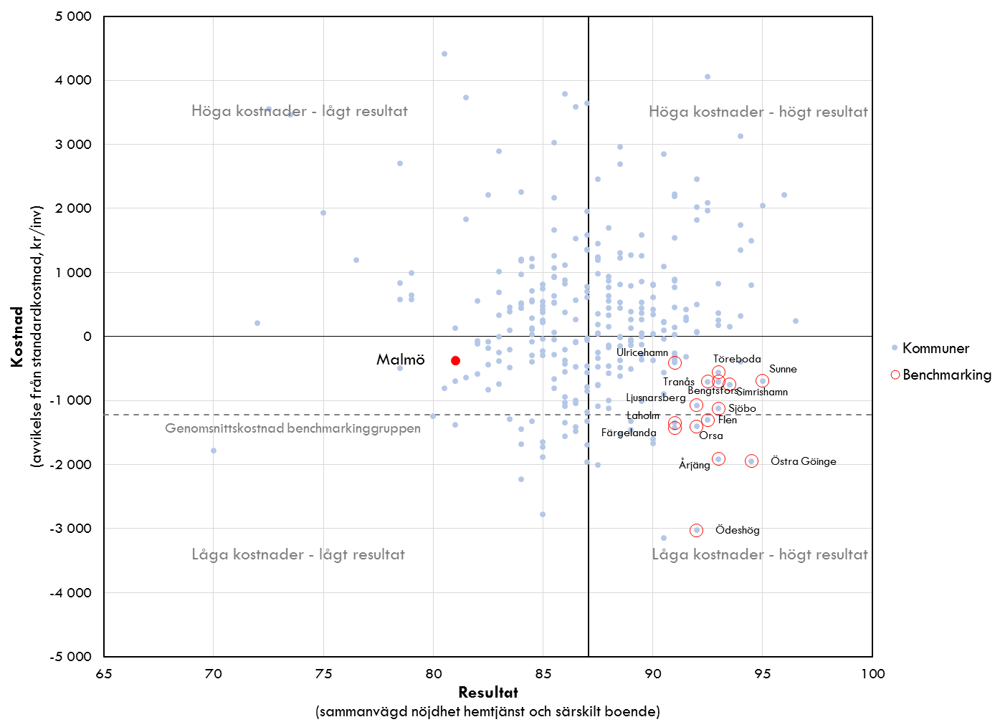 5 000
4 000
3 000
2 000
1 000
0
-1 000
-2 000
-3 000
-4 000
-5 000
Kostnad
(avvikelse från standardkostnad, kr/inv)
Höga kostnader - lågt resultat
Höga kostnader - högt resultat
Malmö
Ulricehamn
Töreboda
Sunne
Tranås
Bengtsfors
Simrishamn
Ljusnarsberg
Sjöbo
Laholm
Flen
Färgelanda
Orsa
Genomsnittskostnad benchmarkinggruppen
Årjäng
Östra Göinge
Ödeshög
Låga kostnader - lågt resultat
Låga kostnader - högt resultat
Kommuner
Benchmarking
65 70 75 80 85 90 95 100
Resultat
(sammanvägd nöjdhet hemtjänst och särskilt boende)